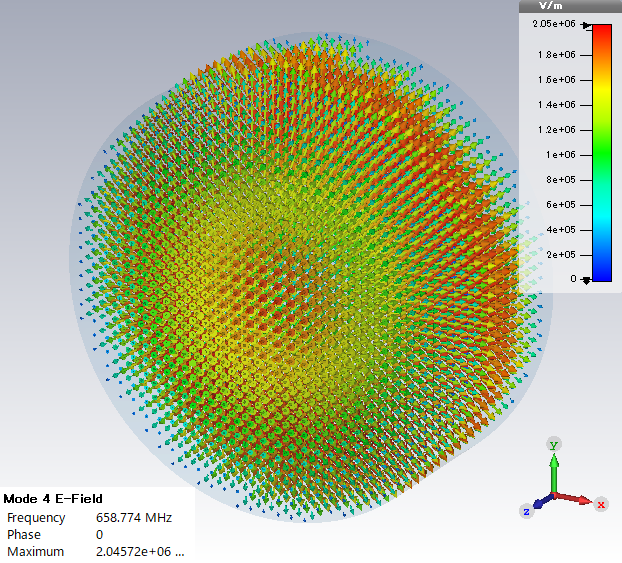 V/m
2.05e+06
1.8e+06
1.6e+06
1.4e+06
1.2e+06
1e+06
8e+05
6e+05
4e+05
2e+05
0
y
x
z
Mode 4 E-Field
Frequency 658.774 MHz
Phase 0
Maximum 2.04572e+06 ...